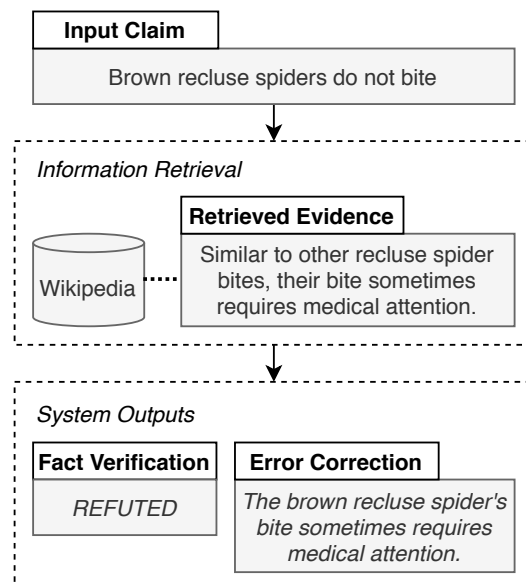 Input Claim
Brown recluse spiders do not bite
Information Retrieval
Retrieved Evidence
Wikipedia
Similar to other recluse spider
bites, their bite sometimes
requires medical attention.
System Outputs
Fact Verification
REFUTED
Error Correction
The brown recluse spider's
bite sometimes requires
medical attention.